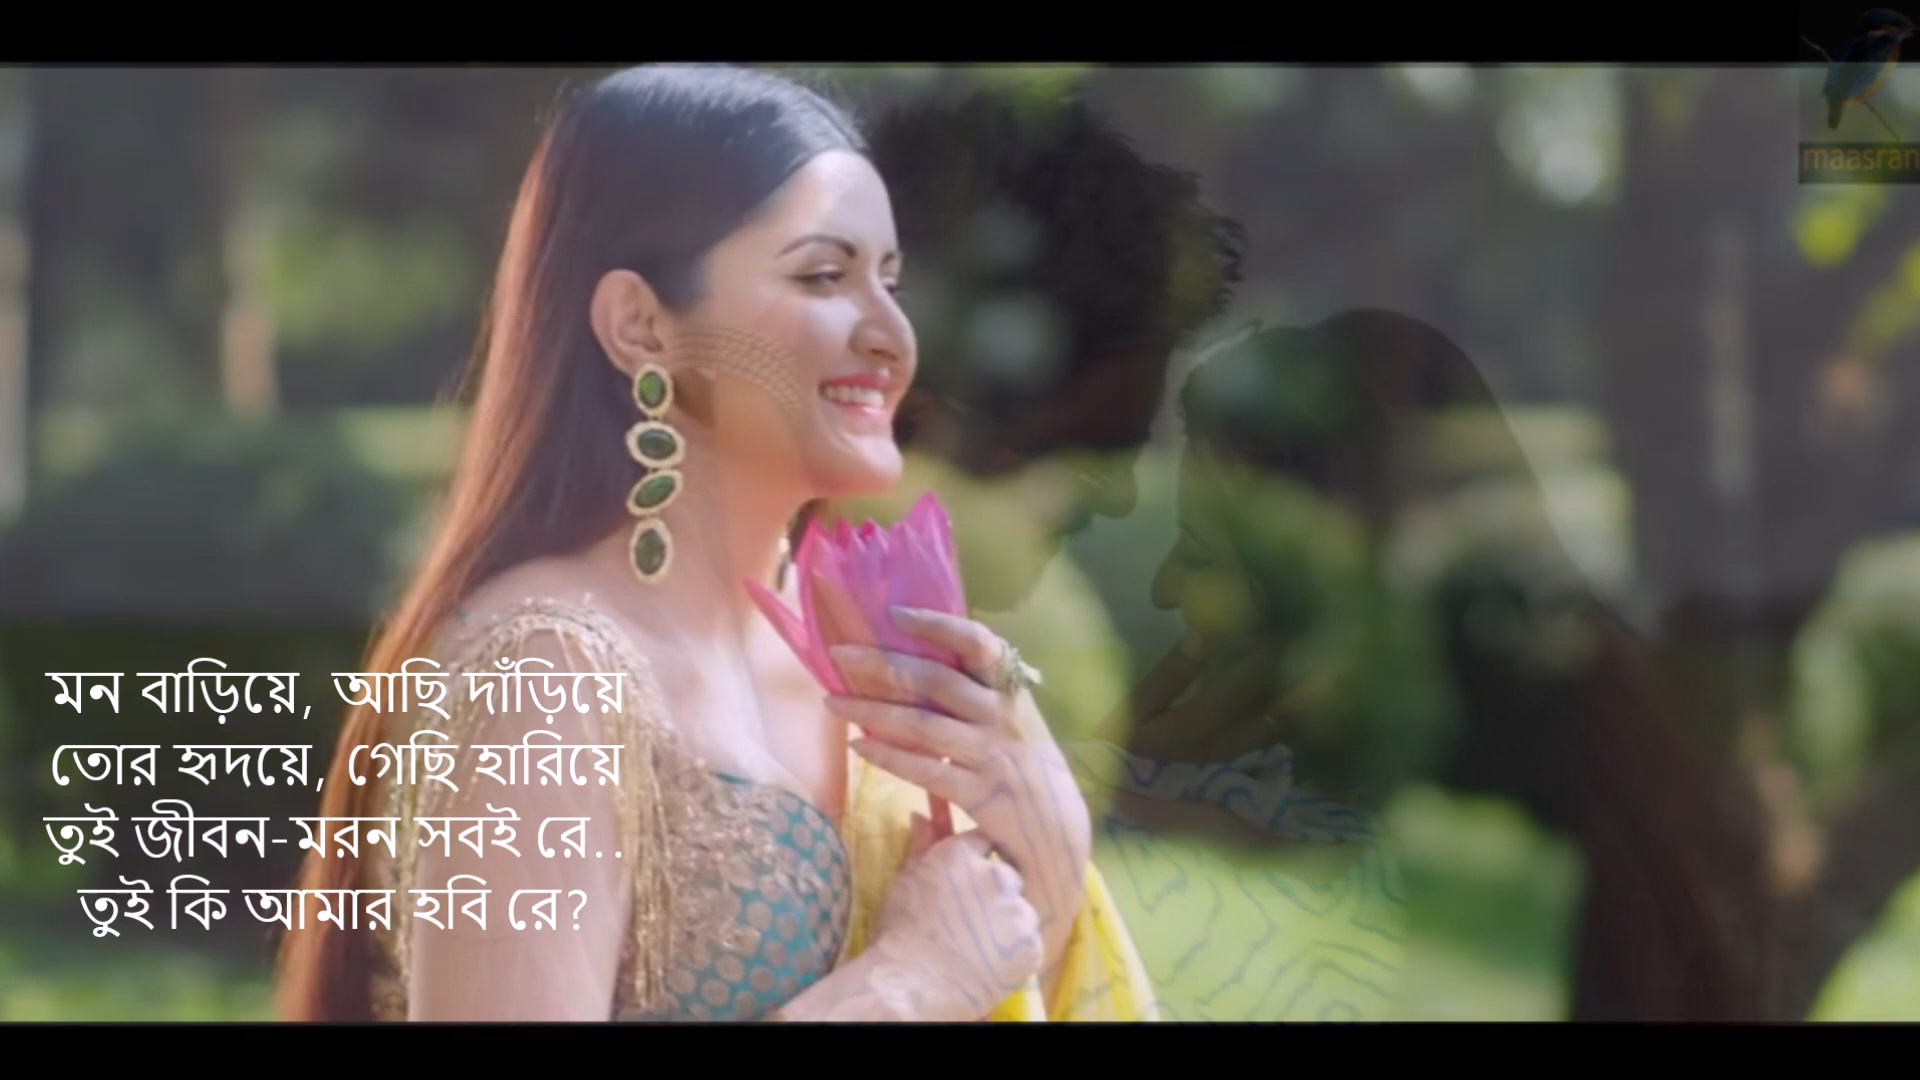 maasran
মন বাড়িয়ে, আছি দাঁড়িয়ে
তোর হৃদয়ে, গেছি হারিয়ে
তুই জীবন-মরন সবই রে..
তুই কি আমার হবি রে?